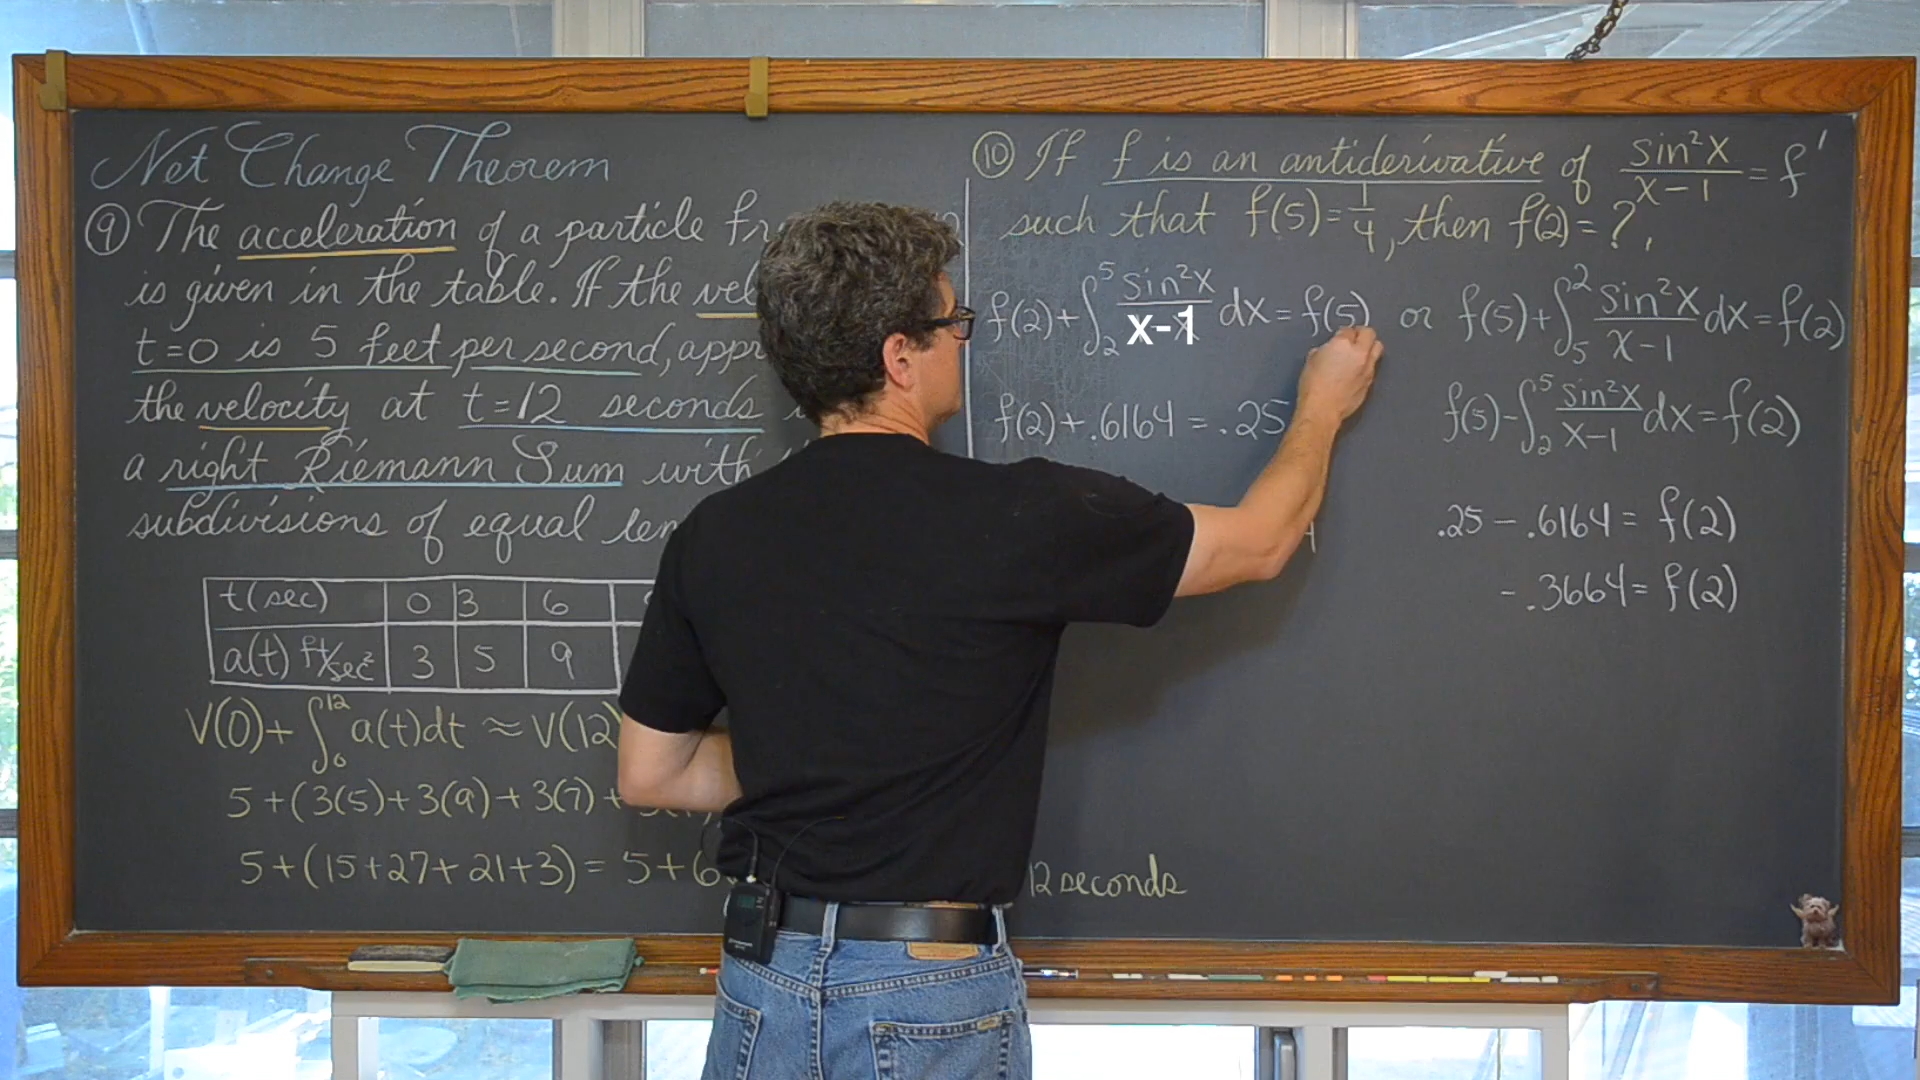 Net Change Theorem
⑨ The acceleration of a particle
is given in the table. If the
t=0 is 5 feet per second,
the velocity at t=12 seconds
a right Riemann Sum with
subdivisions of equal
t(sec) 0 3 6
a(t) ft/sec² 3 5 9
V(0)+∫₀¹² a(t)dt ≈ V(12)
5+(3(5)+3(9)+3(7)+
5+(15+27+21+3)= 5+6
12 seconds
⑩ If f is an antiderivative of sin²x/(x-1) = f'
such that f(5)=1/4, then f(2)=?.
f(2)+∫₂⁵ sin²x/(x-1) dx=f(5) or f(5)+∫₅² sin²x/(x-1) dx=f(2)
f(2)+.6164=.25
f(5)-∫₂⁵ sin²x/(x-1) dx=f(2)
.25-.6164=f(2)
-.3664=f(2)